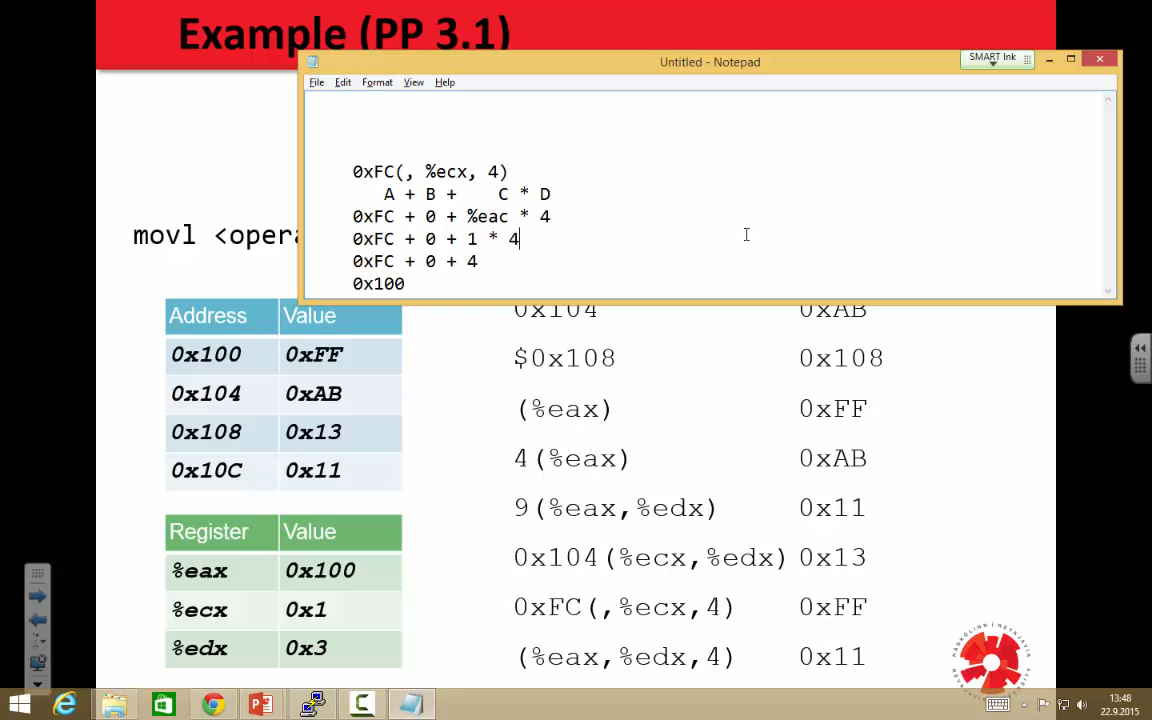 Example (PP 3.1)
Untitled - Notepad
SMART Ink
File Edit Format View Help
0xFC(, %ecx, 4)
A + B + C * D
0xFC + 0 + %eac * 4
movl <opera
0xFC + 0 + 1 * 4
0xFC + 0 + 4
0x100
Address Value
0x104 0xAB
0x100 0xFF
$0x108 0x108
0x104 0xAB
(%eax) 0xFF
0x108 0x13
4(%eax) 0xAB
0x10C 0x11
9(%eax,%edx) 0x11
Register Value
0x104(%ecx,%edx) 0x13
%eax 0x100
0xFC(,%ecx,4) 0xFF
%ecx 0x1
(%eax,%edx,4) 0x11
%edx 0x3
13:48
22.9.2015